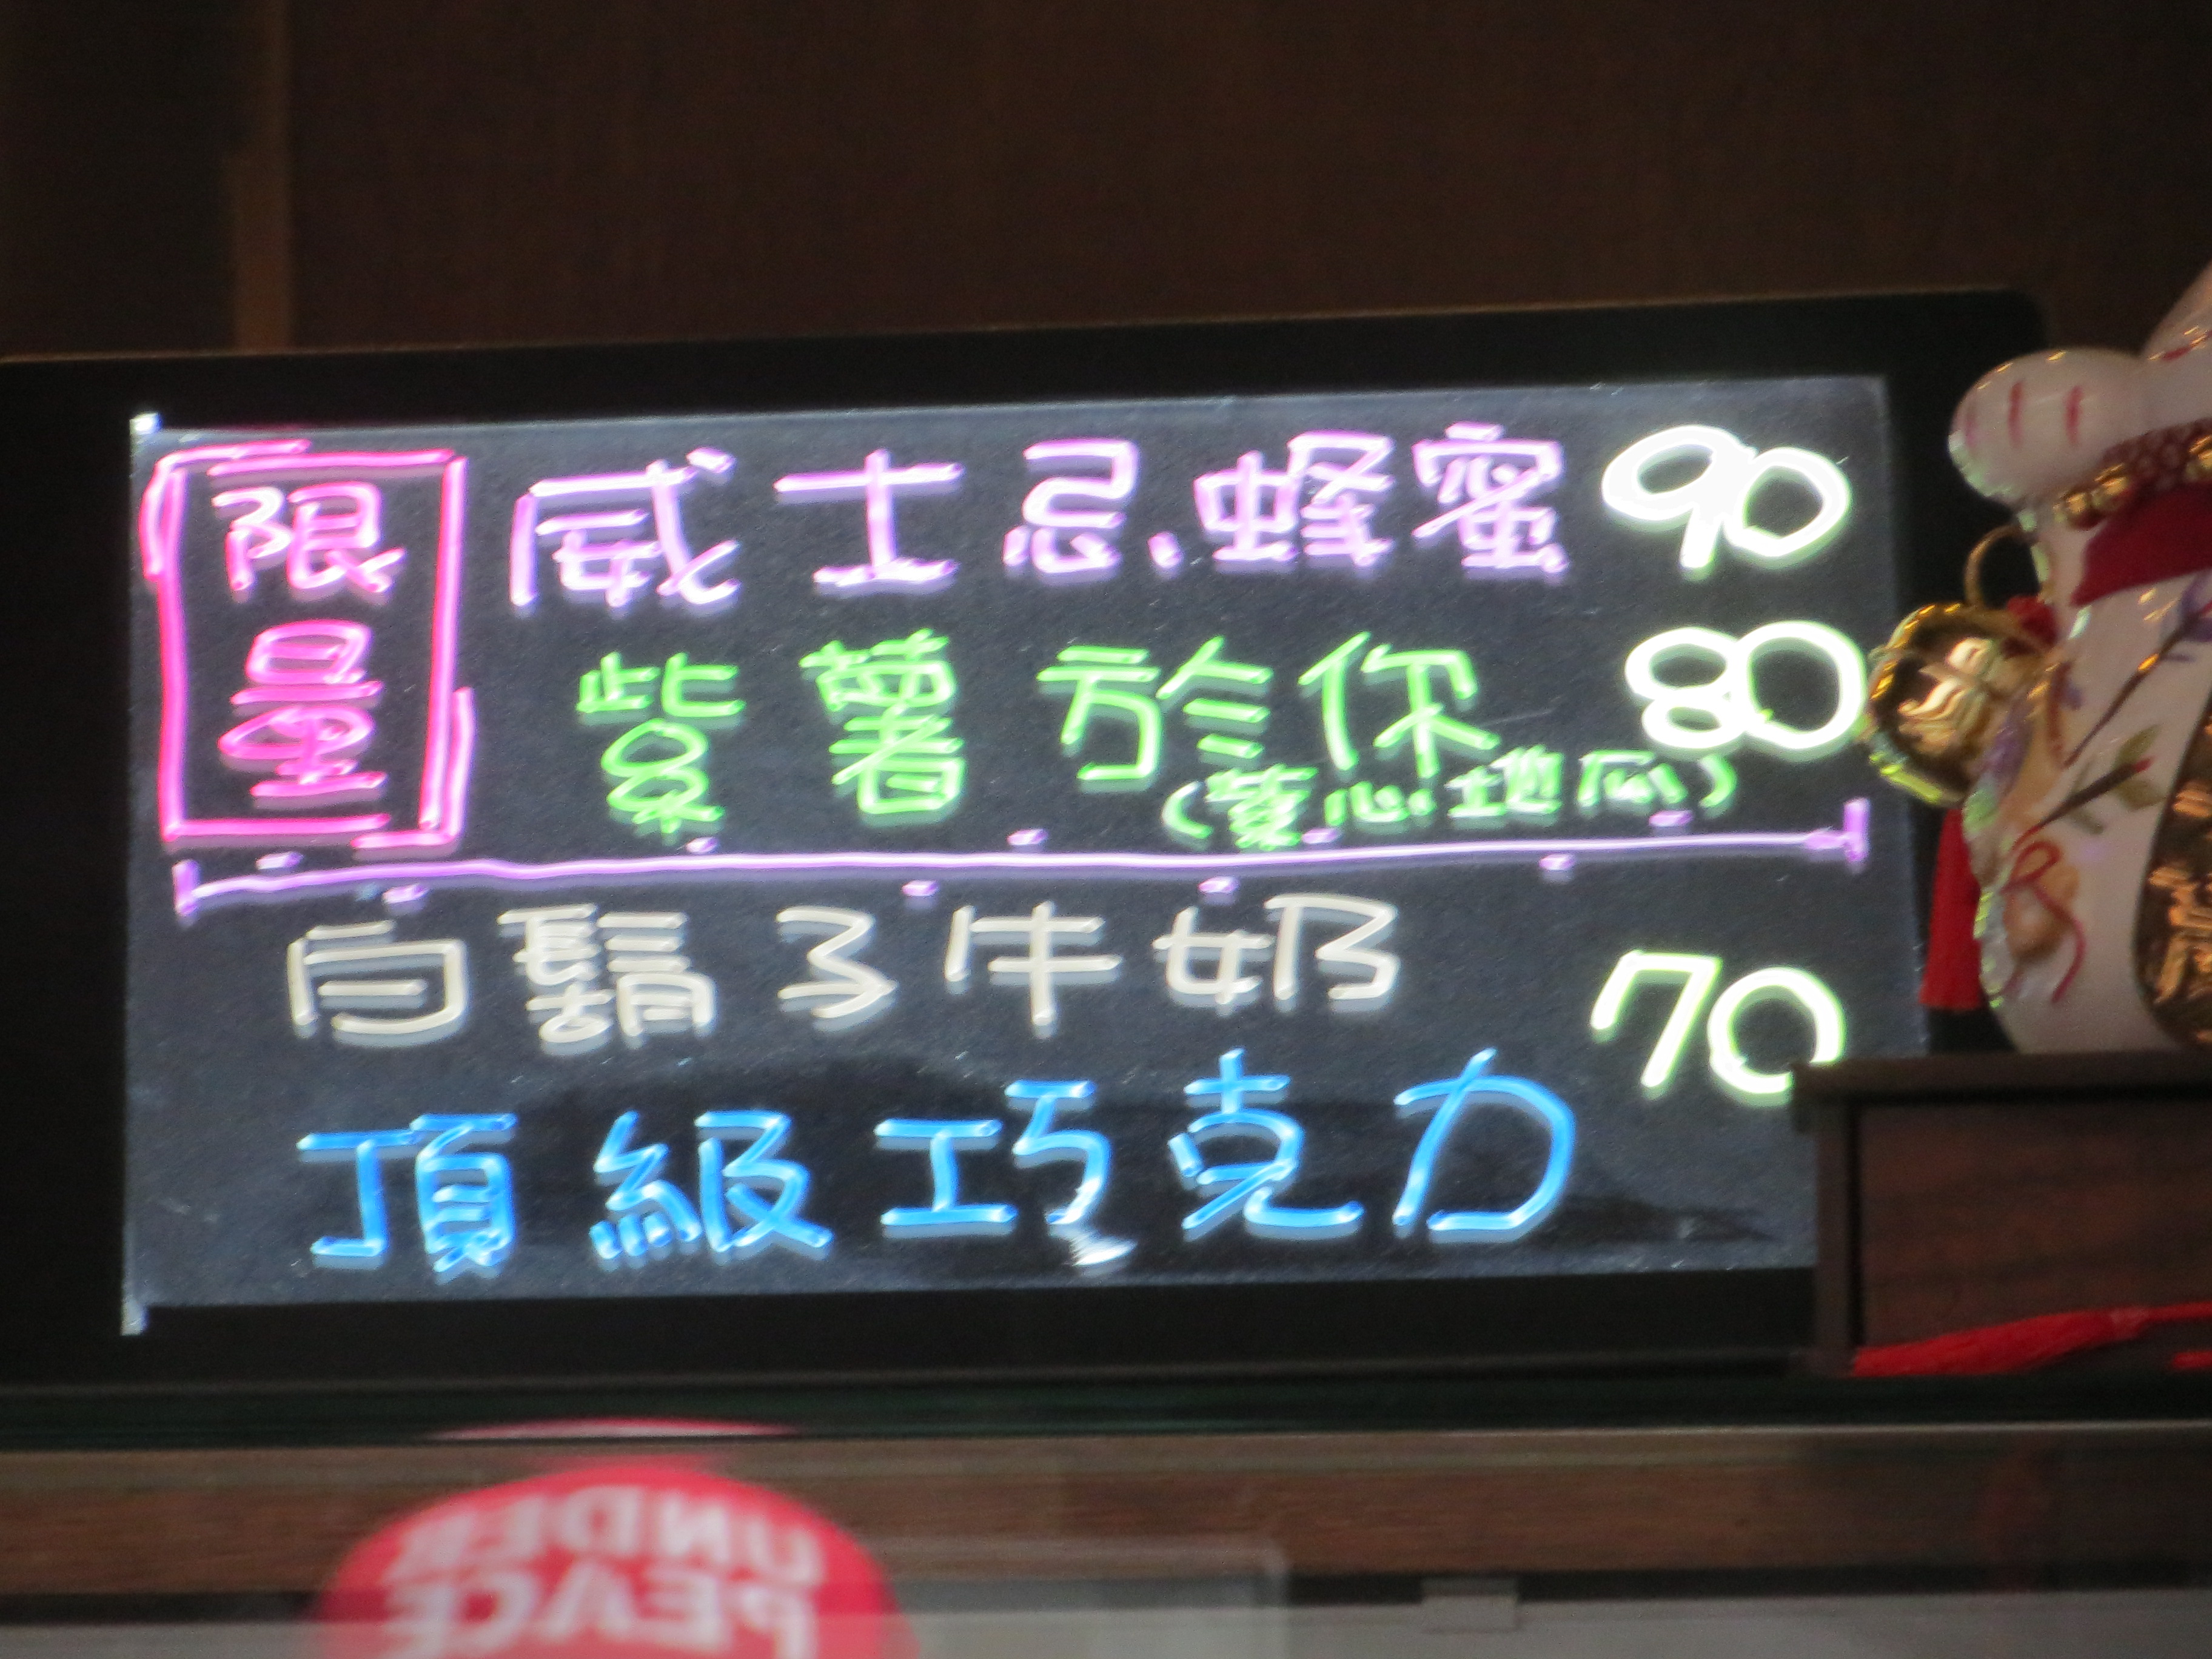 限量
威士忌蜂蜜 90
紫薯於你 80
(紫心地瓜)
白鬍子牛奶 70
頂級巧克力
UNDER
PEACE